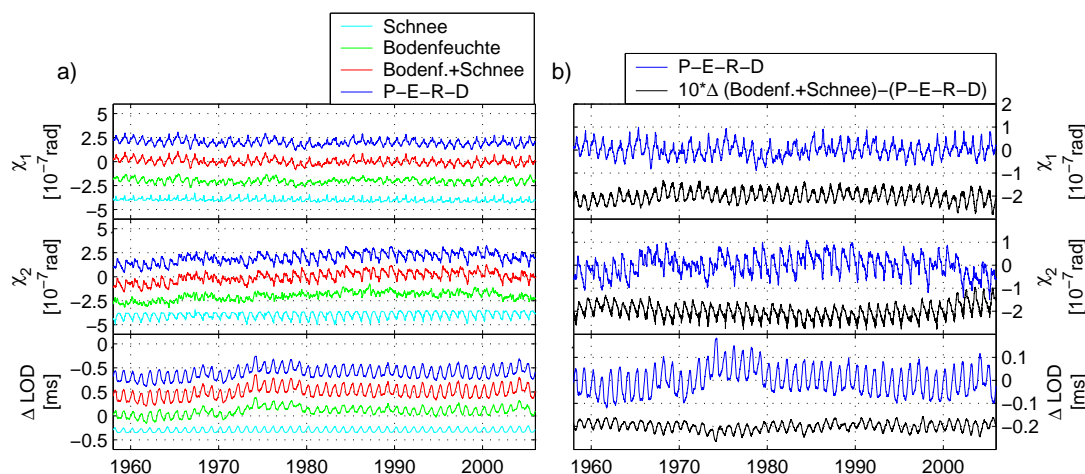 a)
Schnee
Bodenfeuchte
Bodenf.+Schnee
P−E−R−D
χ1
[10−7rad]
5
2.5
0
−2.5
−5
χ2
[10−7rad]
5
2.5
0
−2.5
−5
Δ LOD
[ms]
0
−0.5
0.5
0
−0.5
1960 1970 1980 1990 2000
b)
P−E−R−D
10*Δ (Bodenf.+Schnee)−(P−E−R−D)
2
1
0
−1
−2
χ1
[10−7rad]
1
0
−1
−2
χ2
[10−7rad]
0.1
0
−0.1
−0.2
Δ LOD
[ms]
1960 1970 1980 1990 2000